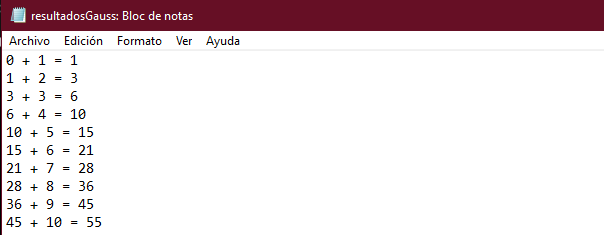 resultadosGauss: Bloc de notas
Archivo Edición Formato Ver Ayuda
0 + 1 = 1
1 + 2 = 3
3 + 3 = 6
6 + 4 = 10
10 + 5 = 15
15 + 6 = 21
21 + 7 = 28
28 + 8 = 36
36 + 9 = 45
45 + 10 = 55